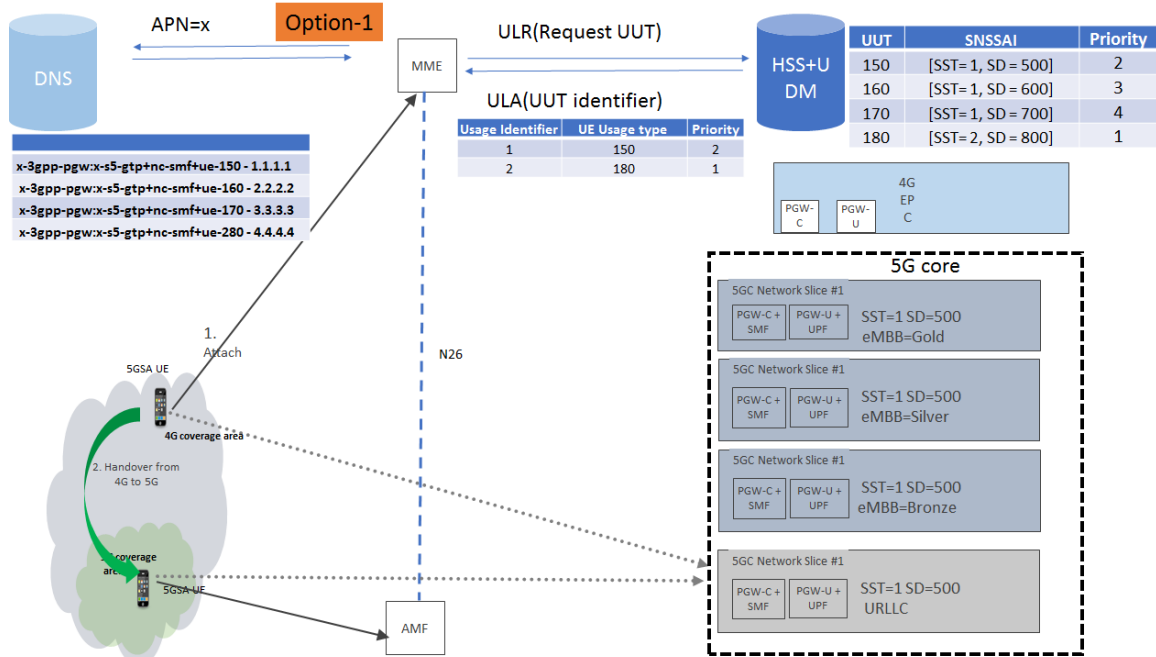 APN=x
Option-1
DNS
MME
ULR(Request UUT)
ULA(UUT identifier)
HSS+U
DM
UUT SNSSAI Priority
150 [SST= 1, SD = 500] 2
160 [SST= 1, SD = 600] 3
170 [SST= 1, SD = 700] 4
180 [SST= 2, SD = 800] 1
Usage Identifier UE Usage type Priority
1 150 2
2 180 1
x-3gpp-pgw:x-s5-gtp+nc-smf+ue-150 - 1.1.1.1
x-3gpp-pgw:x-s5-gtp+nc-smf+ue-160 - 2.2.2.2
x-3gpp-pgw:x-s5-gtp+nc-smf+ue-170 - 3.3.3.3
x-3gpp-pgw:x-s5-gtp+nc-smf+ue-280 - 4.4.4.4
4G
EP
C
PGW-
C
PGW-
U
5G core
5GC Network Slice #1
PGW-C +
SMF
PGW-U +
UPF
SST=1 SD=500
eMBB=Gold
5GC Network Slice #1
PGW-C +
SMF
PGW-U +
UPF
SST=1 SD=500
eMBB=Silver
5GC Network Slice #1
PGW-C +
SMF
PGW-U +
UPF
SST=1 SD=500
eMBB=Bronze
5GC Network Slice #1
PGW-C +
SMF
PGW-U +
UPF
SST=1 SD=500
URLLC
1.
Attach
N26
5GSA UE
4G coverage area
2. Handover from
4G to 5G
coverage
area
5GSA UE
AMF